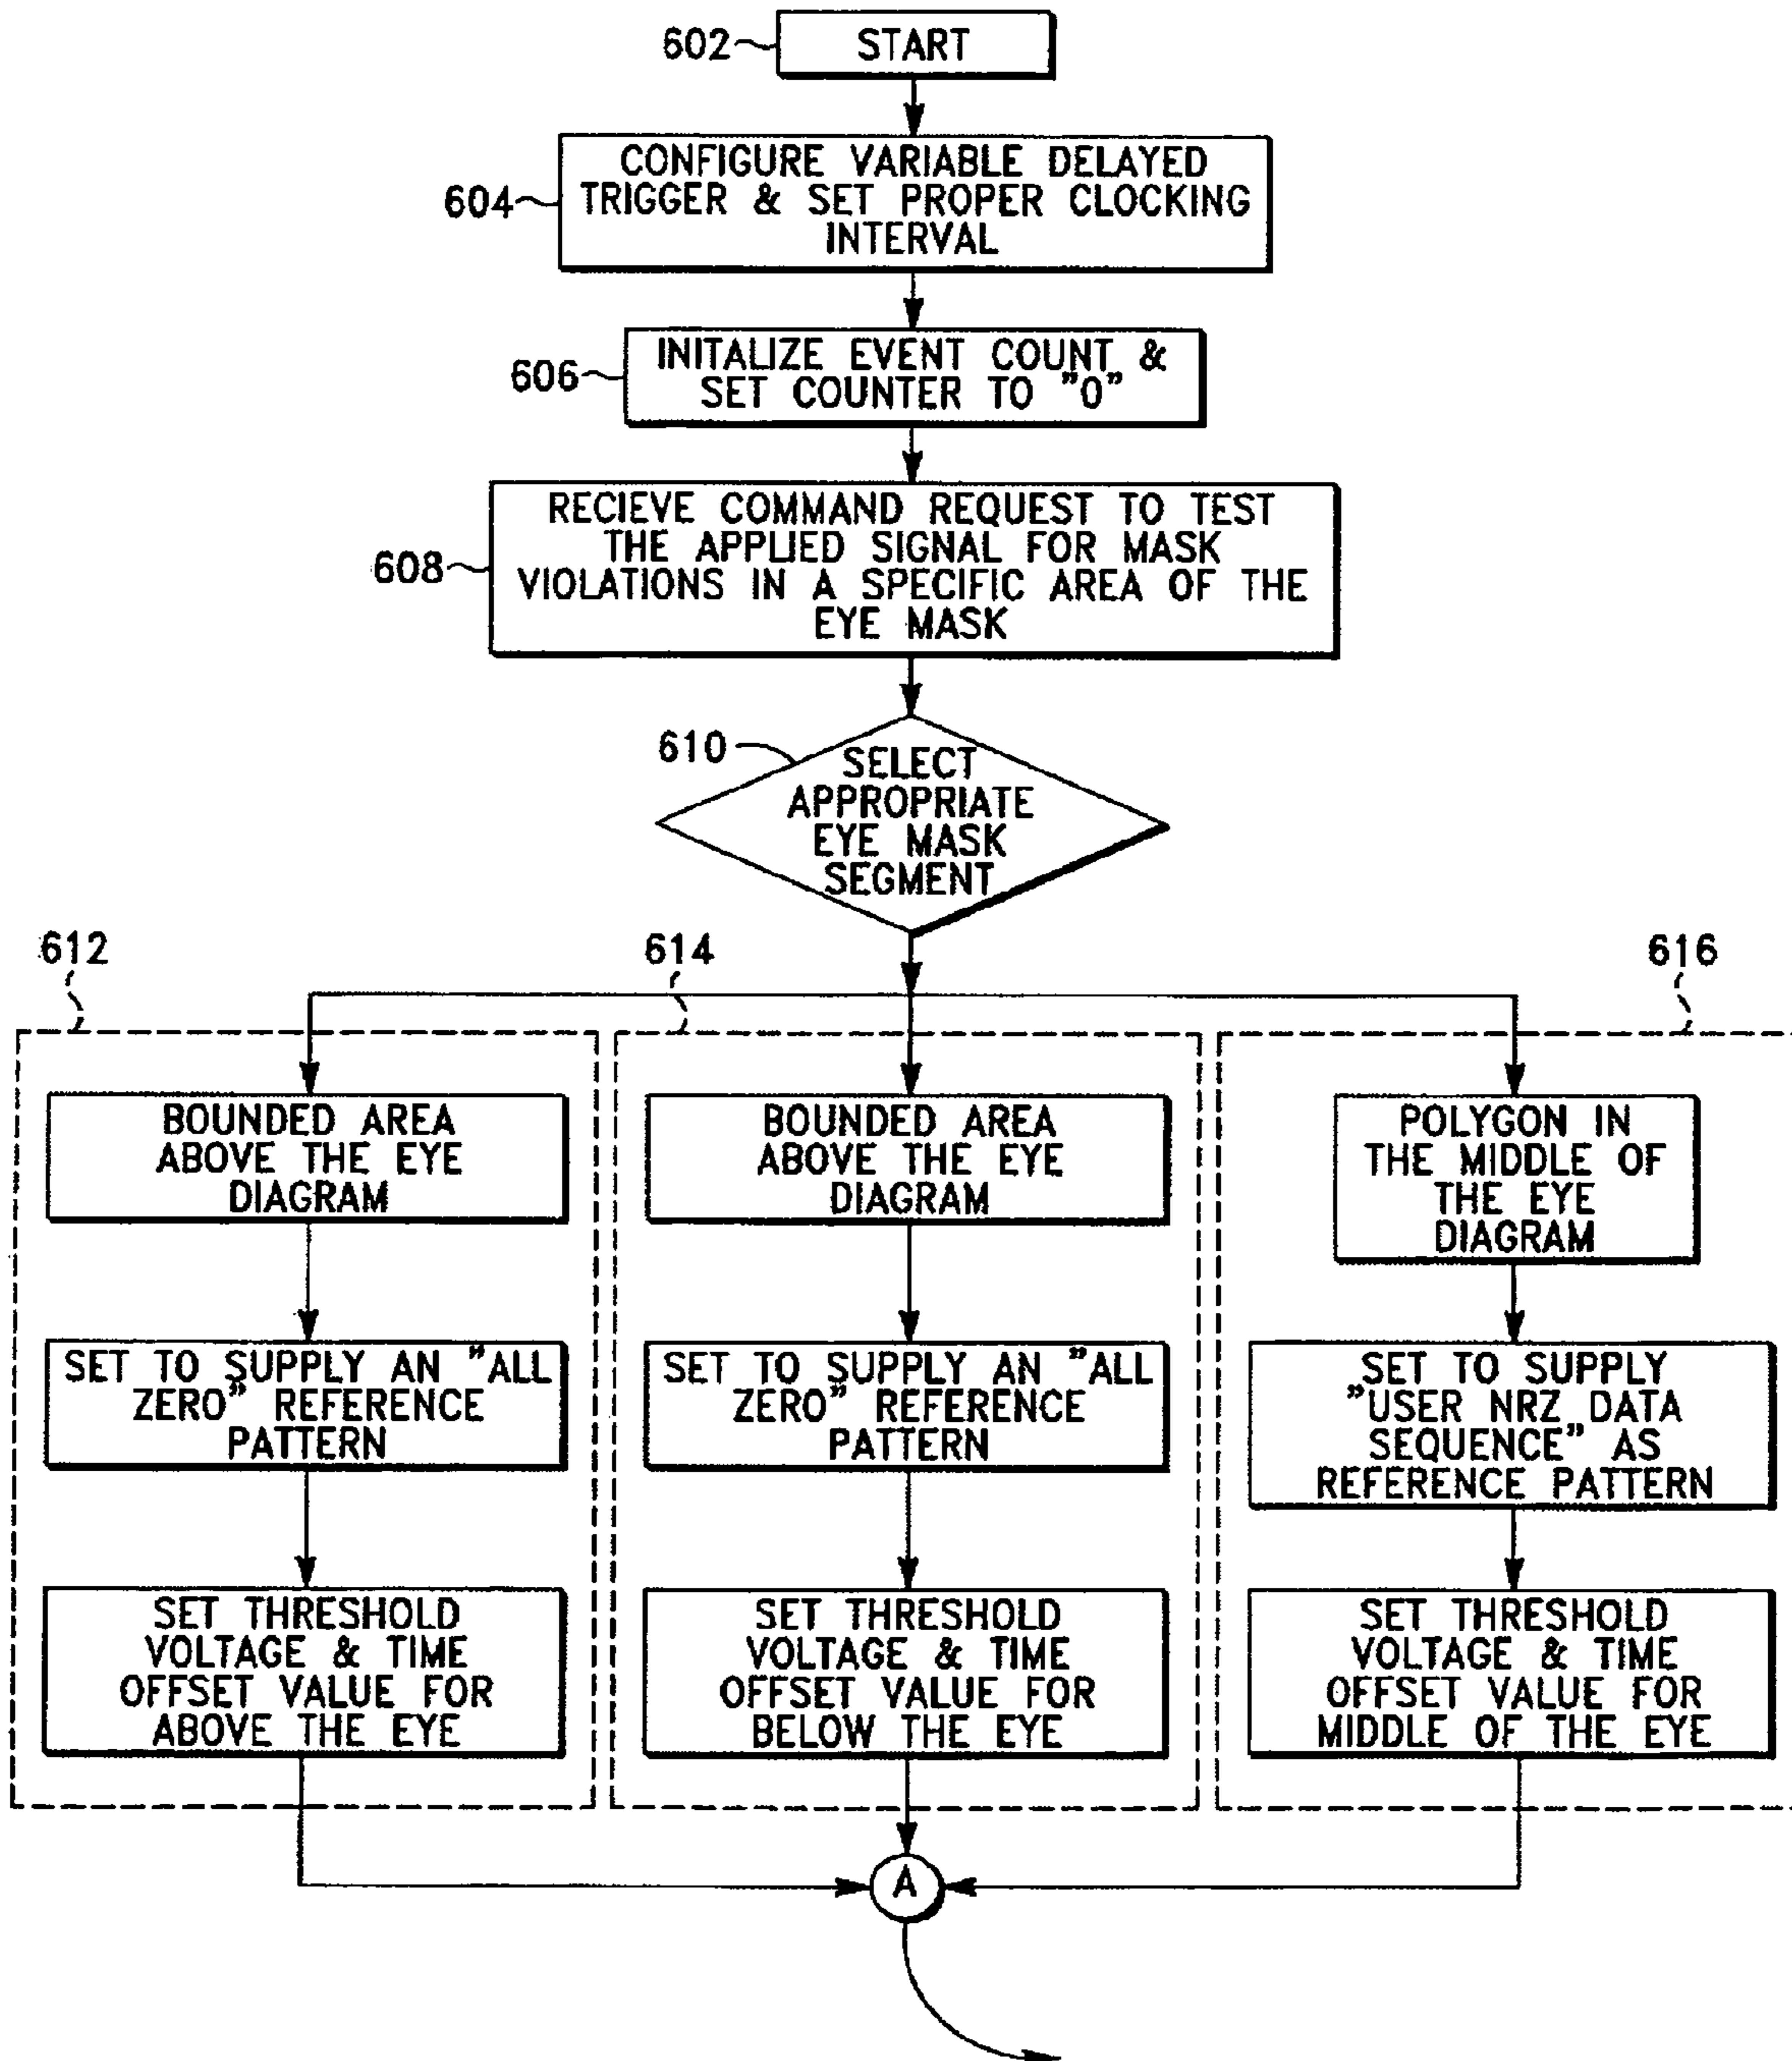 602
START
604
CONFIGURE VARIABLE DELAYED
TRIGGER & SET PROPER CLOCKING
INTERVAL
606
INITALIZE EVENT COUNT &
SET COUNTER TO "0"
608
RECIEVE COMMAND REQUEST TO TEST
THE APPLIED SIGNAL FOR MASK
VIOLATIONS IN A SPECIFIC AREA OF THE
EYE MASK
610
SELECT
APPROPRIATE
EYE MASK
SEGMENT
612
BOUNDED AREA
ABOVE THE EYE
DIAGRAM
SET TO SUPPLY AN "ALL
ZERO" REFERENCE
PATTERN
SET THRESHOLD
VOLTAGE & TIME
OFFSET VALUE FOR
ABOVE THE EYE
614
BOUNDED AREA
ABOVE THE EYE
DIAGRAM
SET TO SUPPLY AN "ALL
ZERO" REFERENCE
PATTERN
SET THRESHOLD
VOLTAGE & TIME
OFFSET VALUE FOR
BELOW THE EYE
616
POLYGON IN
THE MIDDLE OF
THE EYE
DIAGRAM
SET TO SUPPLY
"USER NRZ DATA
SEQUENCE" AS
REFERENCE PATTERN
SET THRESHOLD
VOLTAGE & TIME
OFFSET VALUE FOR
MIDDLE OF THE EYE
A